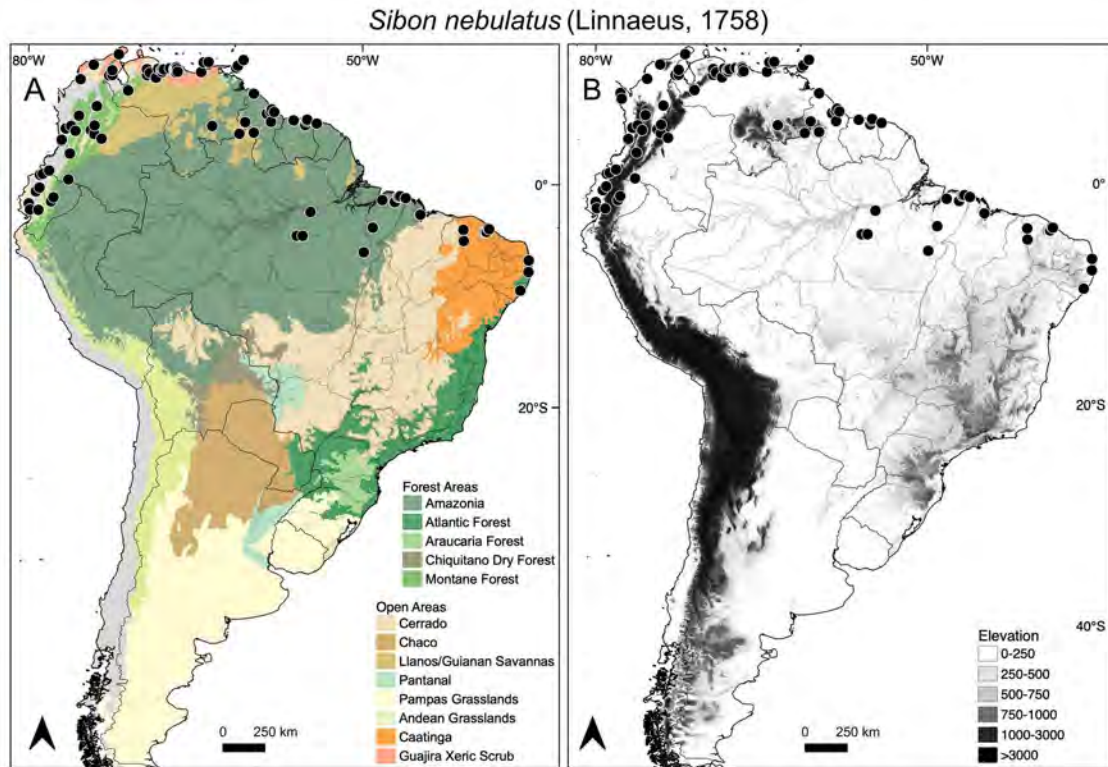 Sibon nebulatus (Linnaeus, 1758)
A
80°W
50°W
0°
20°S
Forest Areas
Amazonia
Atlantic Forest
Araucaria Forest
Chiquitano Dry Forest
Montane Forest
Open Areas
Cerrado
Chaco
Llanos/Guianan Savannas
Pantanal
Pampas Grasslands
Andean Grasslands
Caatinga
Guajira Xeric Scrub
0 250 km
B
80°W
50°W
0°
20°S
40°S
Elevation
0-250
250-500
500-750
750-1000
1000-3000
>3000
0 250 km